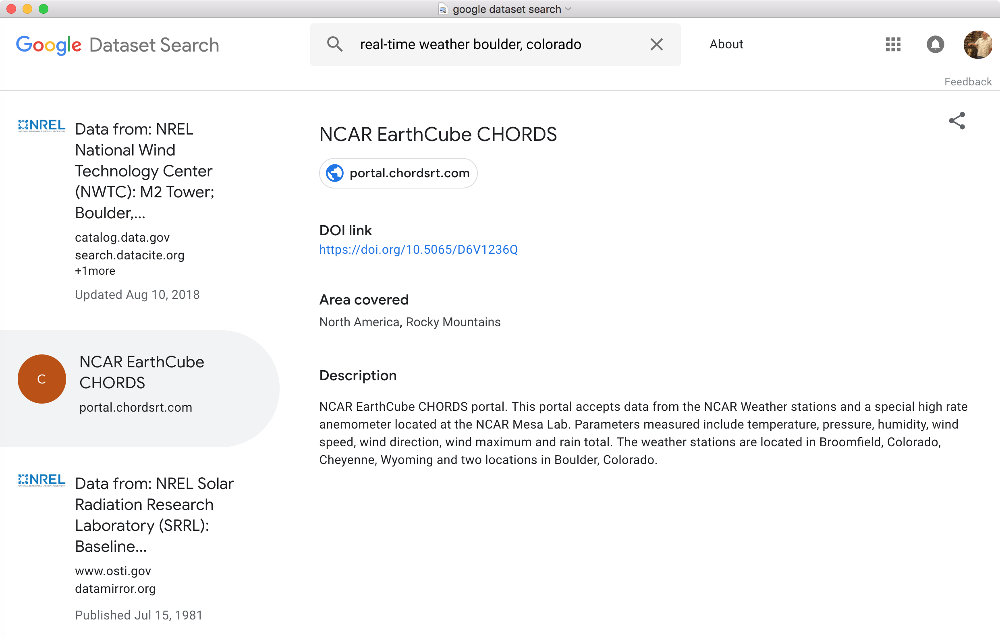 google dataset search
Google Dataset Search
real-time weather boulder, colorado
About
Feedback
NREL
Data from: NREL
National Wind
Technology Center
(NWTC): M2 Tower;
Boulder,...
catalog.data.gov
search.datacite.org
+1more
Updated Aug 10, 2018
C
NCAR EarthCube
CHORDS
portal.chordsrt.com
NREL
Data from: NREL Solar
Radiation Research
Laboratory (SRRL):
Baseline...
www.osti.gov
datamirror.org
Published Jul 15, 1981
NCAR EarthCube CHORDS
portal.chordsrt.com
DOI link
https://doi.org/10.5065/D6V1236Q
Area covered
North America, Rocky Mountains
Description
NCAR EarthCube CHORDS portal. This portal accepts data from the NCAR Weather stations and a special high rate
anemometer located at the NCAR Mesa Lab. Parameters measured include temperature, pressure, humidity, wind
speed, wind direction, wind maximum and rain total. The weather stations are located in Broomfield, Colorado,
Cheyenne, Wyoming and two locations in Boulder, Colorado.